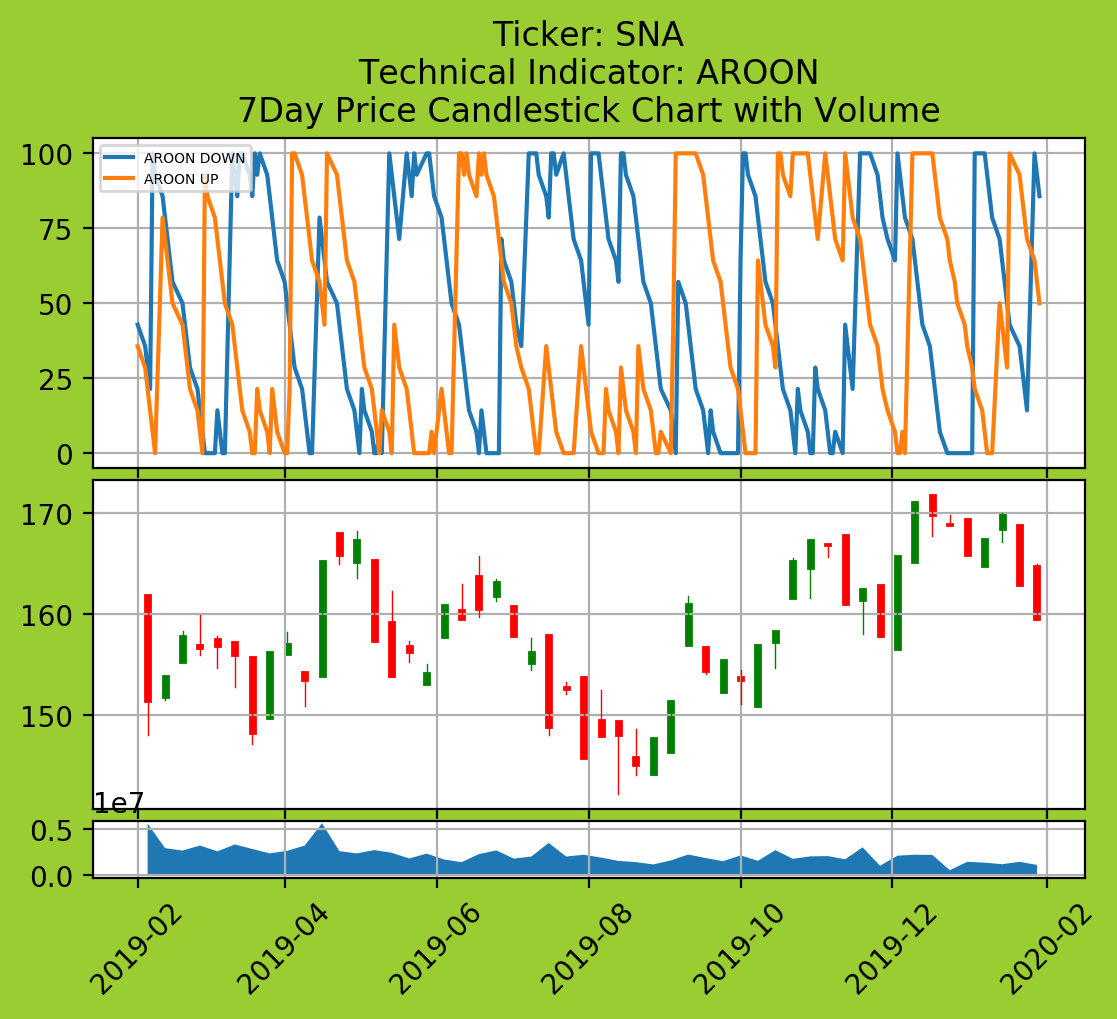 Ticker: SNA
Technical Indicator: AROON
7Day Price Candlestick Chart with Volume
100
75
50
25
0
AROON DOWN
AROON UP
170
160
150
1e7
0.5
0.0
2019-02
2019-04
2019-06
2019-08
2019-10
2019-12
2020-02